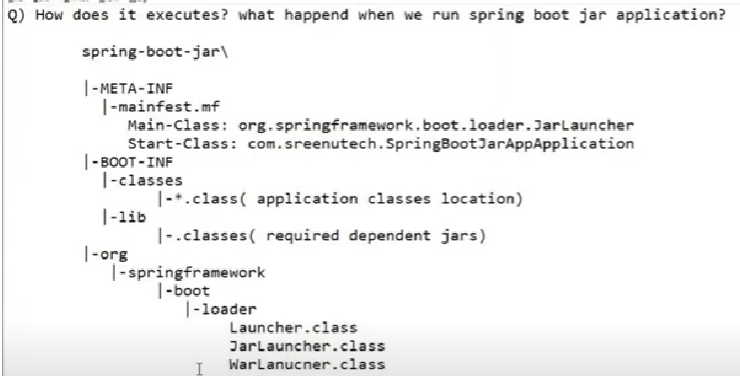 Q) How does it executes? what happend when we run spring boot jar application?
spring-boot-jar\
|-META-INF
|-mainfest.mf
Main-Class: org.springframework.boot.loader.JarLauncher
Start-Class: com.sreenutech.SpringBootJarAppApplication
|-BOOT-INF
|-classes
|-*.class( application classes location)
|-lib
|-.classes( required dependent jars)
|-org
|-springframework
|-boot
|-loader
Launcher.class
JarLauncher.class
WarLanucner.class